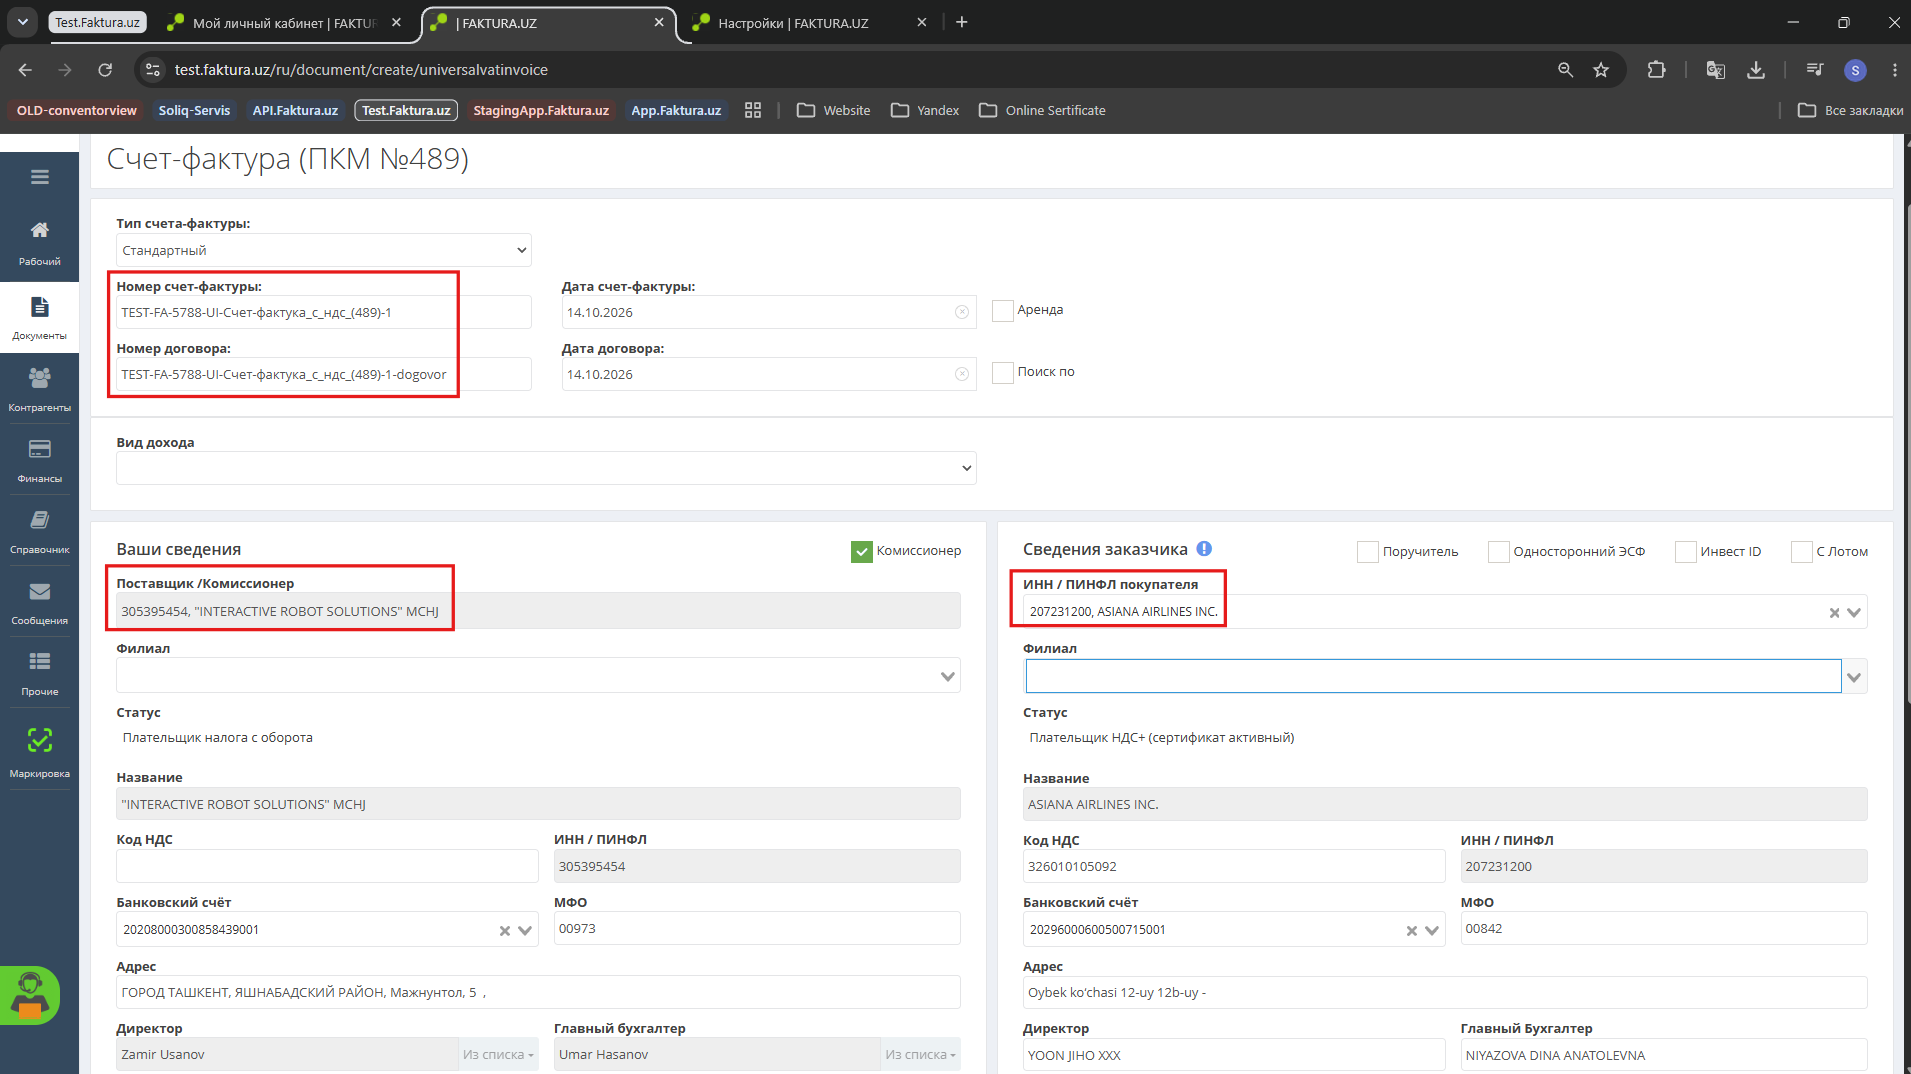 Test.Faktura.uz
Мой личный кабинет | FAKTUR
| FAKTURA.UZ
Настройки | FAKTURA.UZ
test.faktura.uz/ru/document/create/universalvatinvoice
S
OLD-conventorview
Soliq-Servis
API.Faktura.uz
Test.Faktura.uz
StagingApp.Faktura.uz
App.Faktura.uz
Website
Yandex
Online Sertificate
Все закладки
Счет-фактура (ПКМ №489)
Рабочий
Документы
Контрагенты
Финансы
Справочник
Сообщения
Прочие
Маркировка
Тип счета-фактуры:
Стандартный
Номер счет-фактуры:
Дата счет-фактуры:
TEST-FA-5788-UI-Счет-фактука_с_ндс_(489)-1
14.10.2026
Аренда
Номер договора:
Дата договора:
TEST-FA-5788-UI-Счет-фактука_с_ндс_(489)-1-dogovor
14.10.2026
Поиск по
Вид дохода
Ваши сведения
Комиссионер
Поставщик /Комиссионер
305395454, "INTERACTIVE ROBOT SOLUTIONS" MCHJ
Филиал
Статус
Плательщик налога с оборота
Название
"INTERACTIVE ROBOT SOLUTIONS" MCHJ
Код НДС
ИНН / ПИНФЛ
305395454
Банковский счёт
МФО
20208000300858439001
00973
Адрес
ГОРОД ТАШКЕНТ, ЯШНАБАДСКИЙ РАЙОН, Мажнунтол, 5 ,
Директор
Главный бухгалтер
Zamir Usanov
Из списка
Umar Hasanov
Из списка
Сведения заказчика
Поручитель
Односторонний ЭСФ
Инвест ID
С Лотом
ИНН / ПИНФЛ покупателя
207231200, ASIANA AIRLINES INC.
Филиал
Статус
Плательщик НДС+ (сертификат активный)
Название
ASIANA AIRLINES INC.
Код НДС
ИНН / ПИНФЛ
326010105092
207231200
Банковский счёт
МФО
20296000600500715001
00842
Адрес
Oybek ko‘chasi 12-uy 12b-uy -
Директор
Главный Бухгалтер
YOON JIHO XXX
NIYAZOVA DINA ANATOLEVNA